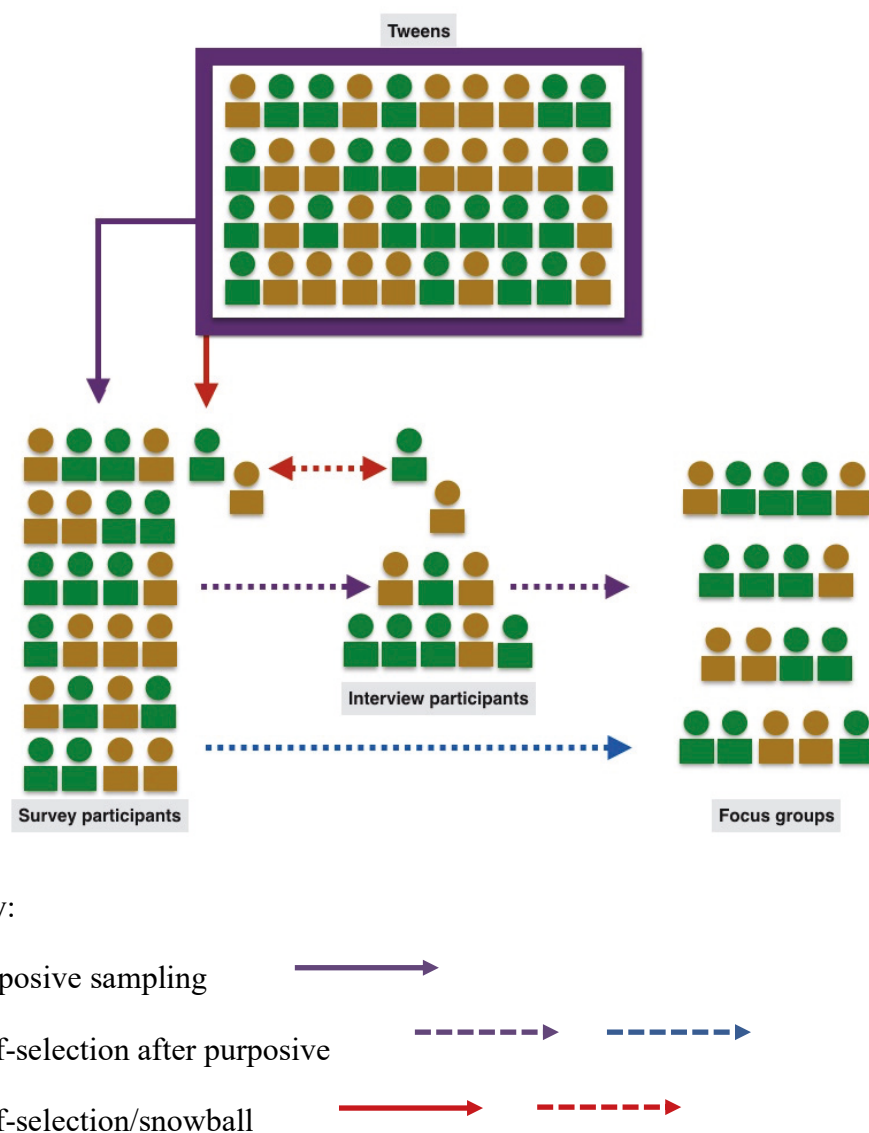 Tweens
Interview participants
Survey participants
Focus groups
y:
posive sampling
f-selection after purposive
f-selection/snowball